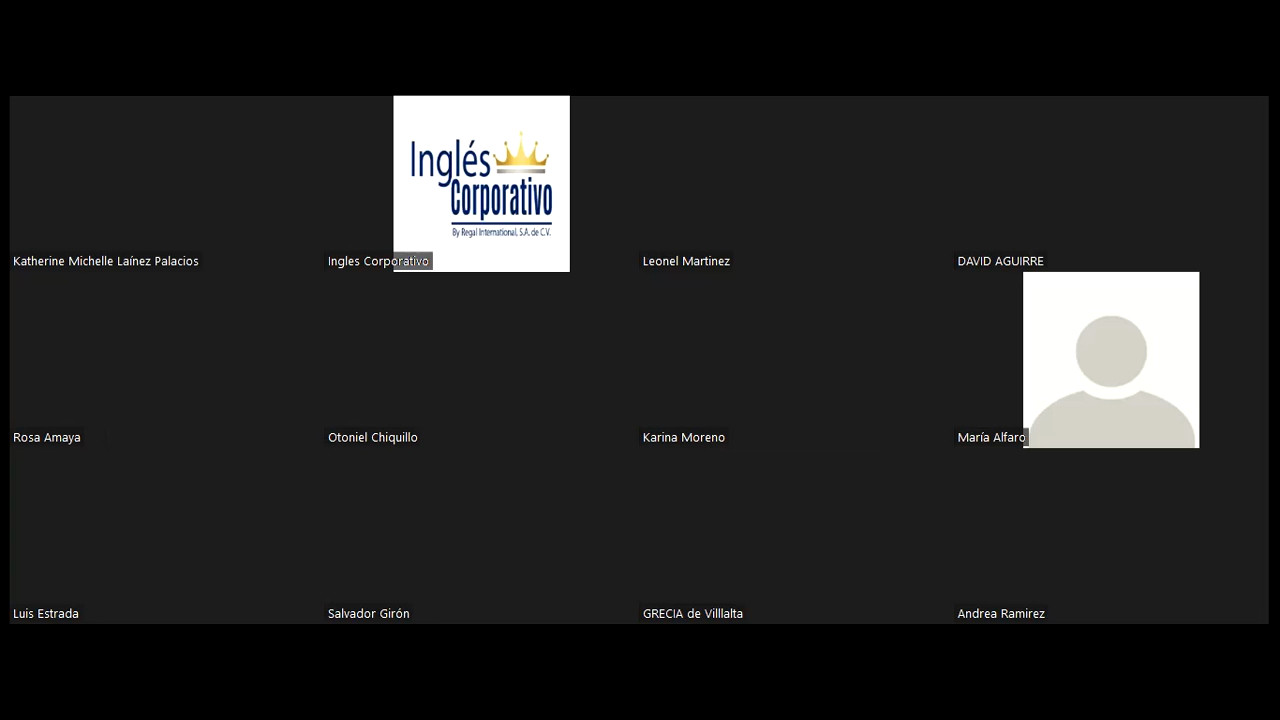 Inglés
Corporativo
By Regal International, S.A. de C.V.
Katherine Michelle Laínez Palacios
Ingles Corporativo
Leonel Martinez
DAVID AGUIRRE
Rosa Amaya
Otoniel Chiquillo
Karina Moreno
María Alfaro
Luis Estrada
Salvador Girón
GRECIA de Villlalta
Andrea Ramirez